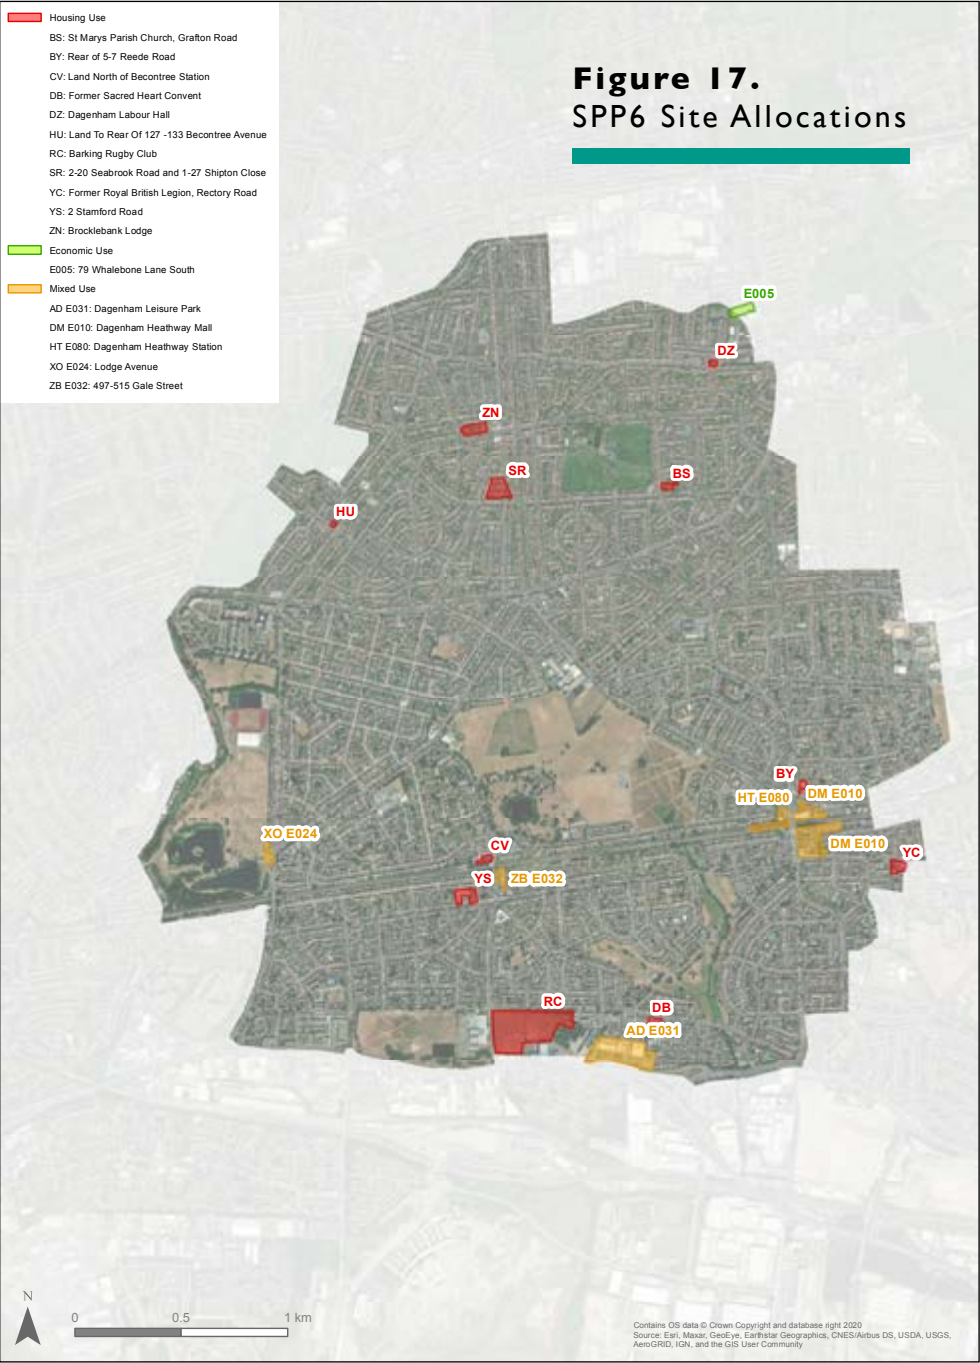 Housing Use
BS: St Marys Parish Church, Grafton Road
BY: Rear of 5-7 Reede Road
CV: Land North of Becontree Station
DB: Former Sacred Heart Convent
DZ: Dagenham Labour Hall
HU: Land To Rear Of 127 -133 Becontree Avenue
RC: Barking Rugby Club
SR: 2-20 Seabrook Road and 1-27 Shipton Close
YC: Former Royal British Legion, Rectory Road
YS: 2 Stamford Road
ZN: Brocklebank Lodge
Economic Use
E005: 79 Whalebone Lane South
Mixed Use
AD E031: Dagenham Leisure Park
DM E010: Dagenham Heathway Mall
HT E080: Dagenham Heathway Station
XO E024: Lodge Avenue
ZB E032: 497-515 Gale Street
Figure 17.
SPP6 Site Allocations
E005
DZ
ZN
SR
BS
HU
BY
HT E080
DM E010
XO E024
DM E010
CV
YC
YS
ZB E032
RC
DB
AD E031
N
0 0.5 1 km
Contains OS data © Crown Copyright and database right 2020
Source: Esri, Maxar, GeoEye, Earthstar Geographics, CNES/Airbus DS, USDA, USGS,
AeroGRID, IGN, and the GIS User Community